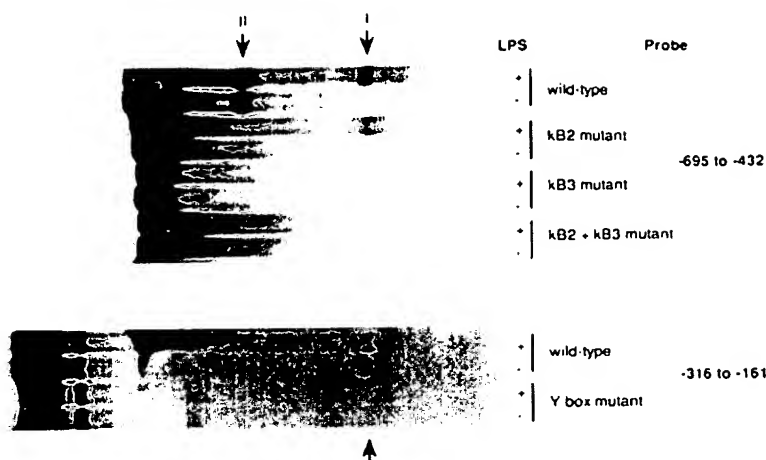 II I
LPS Probe
+
- wild-type
+
- kB2 mutant
-695 to -432
+
- kB3 mutant
+
- kB2 + kB3 mutant
+
- wild-type
-316 to -161
+
- Y box mutant